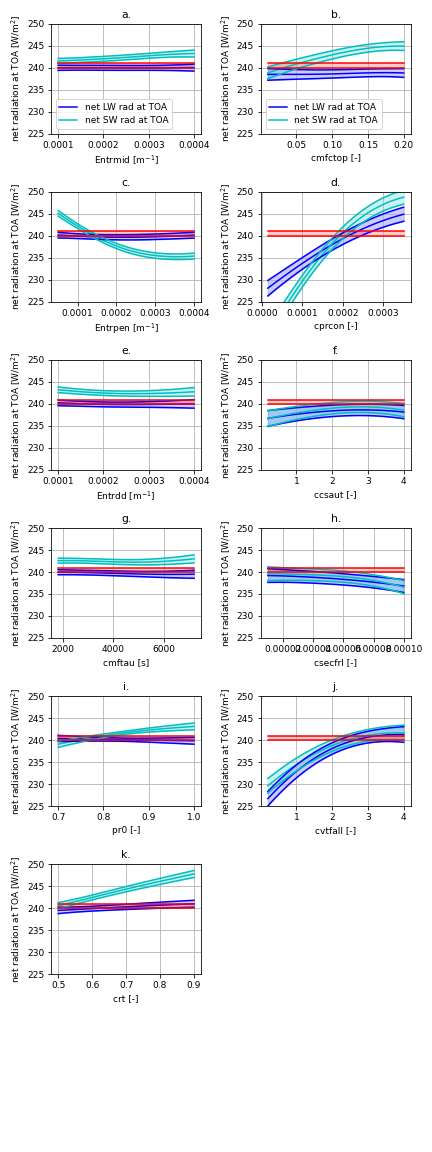 a.
net radiation at TOA [W/m²]
250
245
240
235
230
225
net LW rad at TOA
net SW rad at TOA
0.0001 0.0002 0.0003 0.0004
Entrmid [m⁻¹]
b.
net radiation at TOA [W/m²]
250
245
240
235
230
225
net LW rad at TOA
net SW rad at TOA
0.05 0.10 0.15 0.20
cmfctop [-]
c.
net radiation at TOA [W/m²]
250
245
240
235
230
225
0.0001 0.0002 0.0003 0.0004
Entrpen [m⁻¹]
d.
net radiation at TOA [W/m²]
250
245
240
235
230
225
0.0000 0.0001 0.0002 0.0003
cprcon [-]
e.
net radiation at TOA [W/m²]
250
245
240
235
230
225
0.0001 0.0002 0.0003 0.0004
Entrdd [m⁻¹]
f.
net radiation at TOA [W/m²]
250
245
240
235
230
225
1 2 3 4
ccsaut [-]
g.
net radiation at TOA [W/m²]
250
245
240
235
230
225
2000 4000 6000
cmftau [s]
h.
net radiation at TOA [W/m²]
250
245
240
235
230
225
0.00002 0.00004 0.00006 0.00008 0.00010
csecfrl [-]
i.
net radiation at TOA [W/m²]
250
245
240
235
230
225
0.7 0.8 0.9 1.0
pr0 [-]
j.
net radiation at TOA [W/m²]
250
245
240
235
230
225
1 2 3 4
cvtfall [-]
k.
net radiation at TOA [W/m²]
250
245
240
235
230
225
0.5 0.6 0.7 0.8 0.9
crt [-]